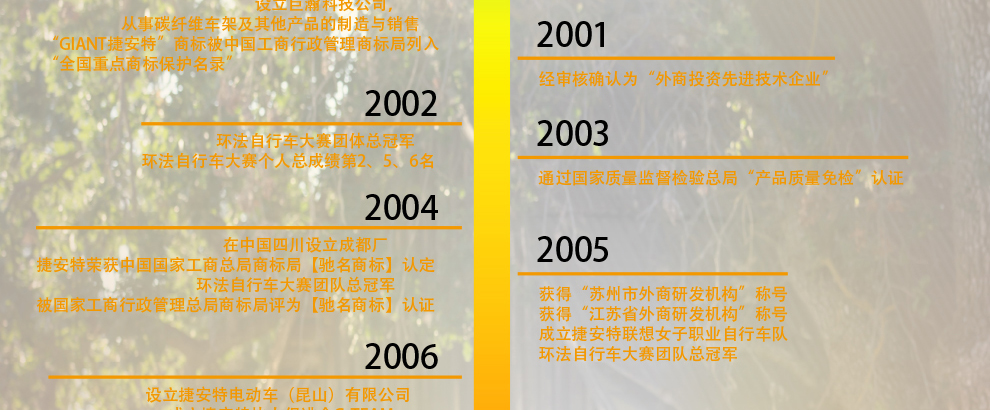 设立巨瀚科技公司，
从事碳纤维车架及其他产品的制造与销售
“GIANT捷安特”商标被中国工商行政管理商标局列入
“全国重点商标保护名录”
2002
环法自行车大赛团体总冠军
环法自行车大赛个人总成绩第2、5、6名
2004
在中国四川设立成都厂
捷安特荣获中国国家工商总局商标局【驰名商标】认定
环法自行车大赛团队总冠军
被国家工商行政管理总局商标局评为【驰名商标】认证
2006
设立捷安特电动车（昆山）有限公司
2001
经审核确认为“外商投资先进技术企业”
2003
通过国家质量监督检验总局“产品质量免检”认证
2005
获得“苏州市外商研发机构”称号
获得“江苏省外商研发机构”称号
成立捷安特联想女子职业自行车队
环法自行车大赛团队总冠军